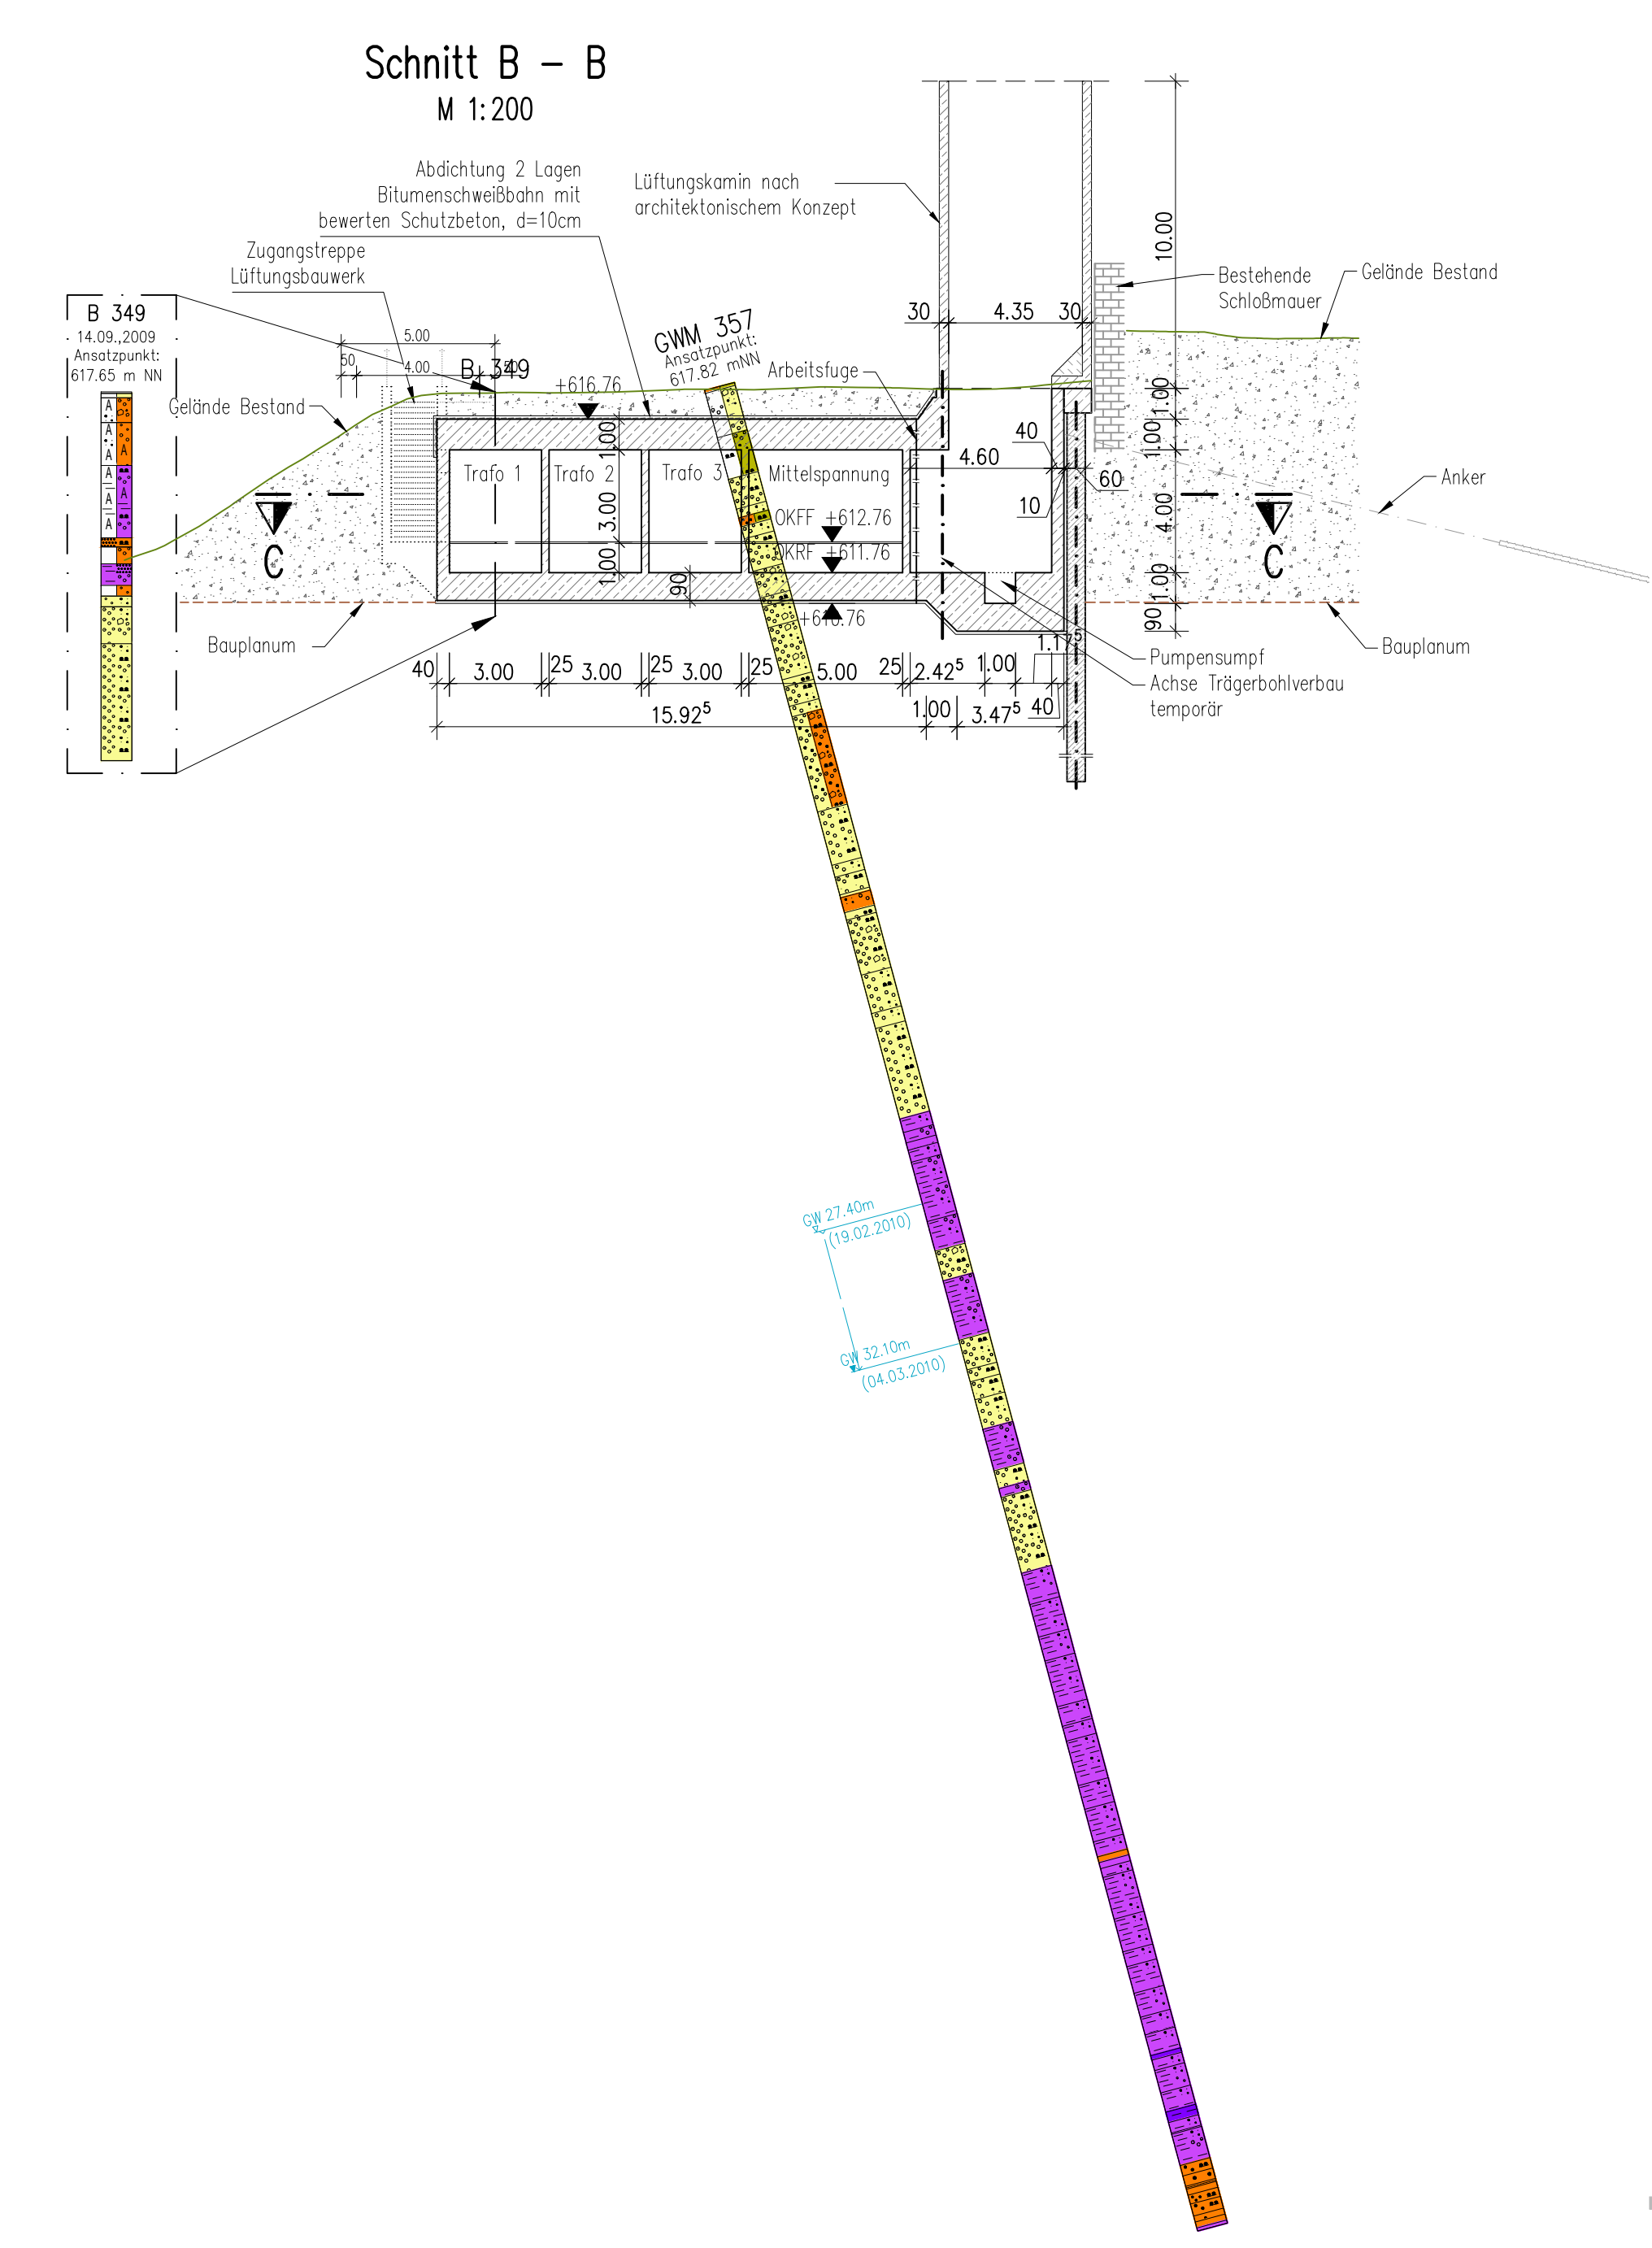 Schnitt B – B
M 1:200
Abdichtung 2 Lagen
Bitumenschweißbahn mit
bewerten Schutzbeton, d=10cm
Zugangstreppe
Lüftungsbauwerk
Lüftungskamin nach
architektonischem Konzept
10.00
Bestehende
Schloßmauer
Gelände Bestand
B 349
14.09.,2009
Ansatzpunkt:
617.65 m NN
A
A
A
A
A
A
A
A
5.00
50
4.00
B 349
+616.76
GWM 357
Ansatzpunkt:
617.82 mNN
30
4.35
30
Arbeitsfuge
Gelände Bestand
1.00
1.00
1.00
40
4.60
60
10
Anker
Trafo 1
Trafo 2
Trafo 3
Mittelspannung
3.00
4.00
OKFF +612.76
OKRF +611.76
C
C
1.00
90
1.00
90
Bauplanum
Bauplanum
1.17⁵
Pumpensumpf
Achse Trägerbohlverbau
temporär
40
3.00
25
3.00
25
3.00
25
5.00
25
2.42⁵
1.00
15.92⁵
1.00
3.47⁵
40
GW 27.40m
(19.02.2010)
GW 32.10m
(04.03.2010)